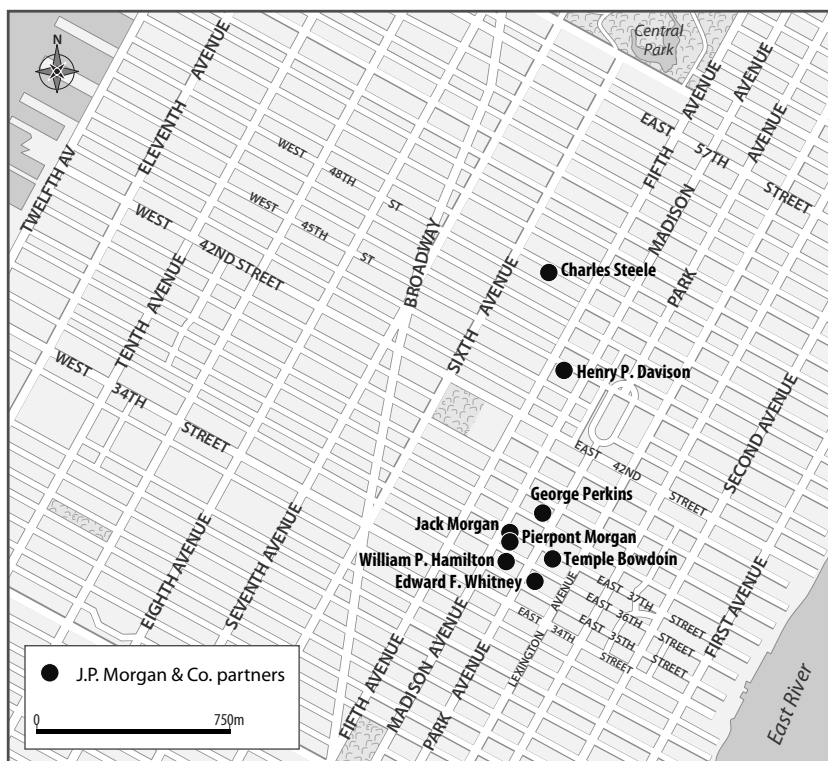 N
Central
Park
TWELFTH AV
ELEVENTH AVENUE
WEST 48TH ST
WEST 45TH ST
WEST 42ND STREET
TENTH AVENUE
WEST 34TH STREET
BROADWAY
SIXTH AVENUE
FIFTH AVENUE
MADISON AVENUE
PARK AVENUE
EAST 57TH STREET
Charles Steele
Henry P. Davison
EAST 42ND STREET
SECOND AVENUE
George Perkins
Jack Morgan
Pierpont Morgan
William P. Hamilton
Temple Bowdoin
Edward F. Whitney
EIGHTH AVENUE
SEVENTH AVENUE
FIFTH AVENUE
MADISON AVENUE
PARK AVENUE
LEXINGTON AVENUE
EAST 37TH STREET
EAST 36TH STREET
EAST 35TH STREET
EAST 34TH STREET
FIRST AVENUE
East River
J.P. Morgan & Co. partners
0 750m